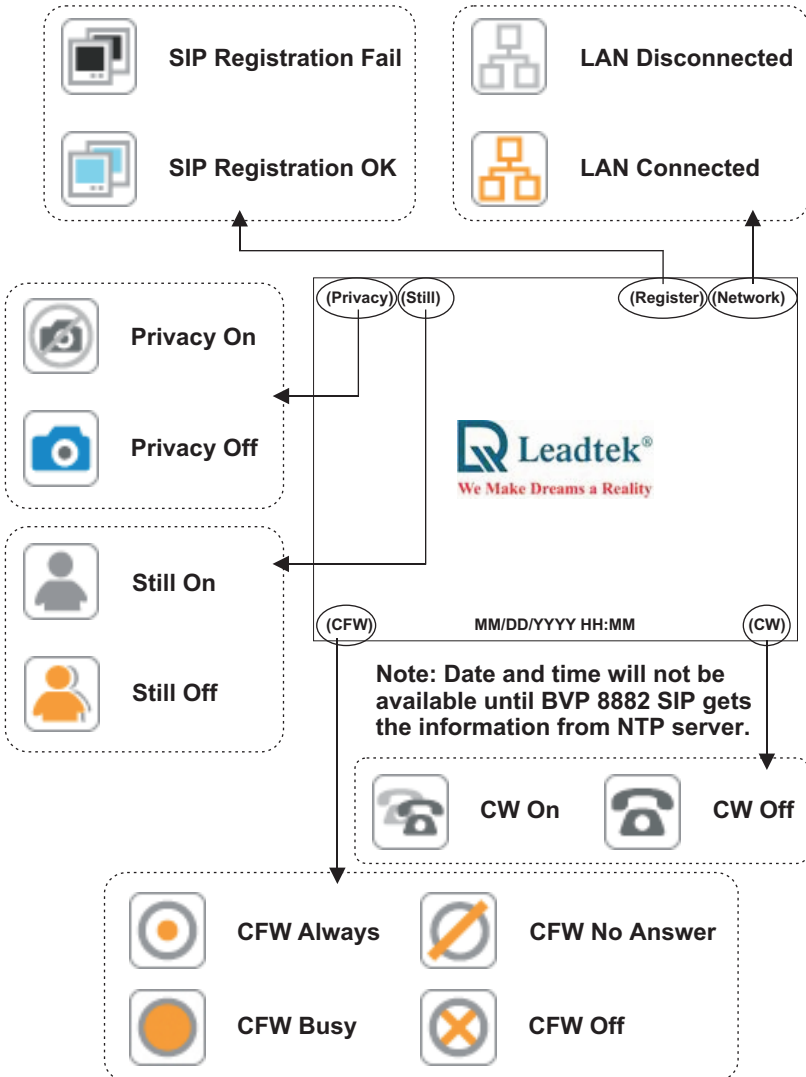 SIP Registration Fail
SIP Registration OK
LAN Disconnected
LAN Connected
(Privacy) (Still) (Register) (Network)
Privacy On
Privacy Off
Leadtek®
We Make Dreams a Reality
Still On
Still Off
(CFW) MM/DD/YYYY HH:MM (CW)
Note: Date and time will not be
available until BVP 8882 SIP gets
the information from NTP server.
CW On CW Off
CFW Always CFW No Answer
CFW Busy CFW Off